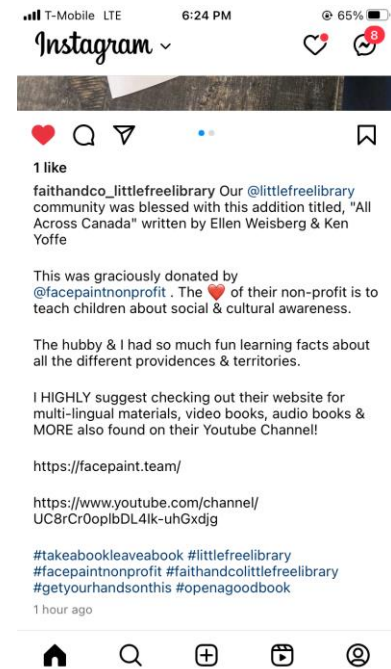 T-Mobile LTE 6:24 PM 65%
Instagram
8
1 like
faithandco_littlefreelibrary Our @littlefreelibrary
community was blessed with this addition titled, "All
Across Canada" written by Ellen Weisberg & Ken
Yoffe
This was graciously donated by
@facepaintnonprofit . The ❤️ of their non-profit is to
teach children about social & cultural awareness.
The hubby & I had so much fun learning facts about
all the different providences & territories.
I HIGHLY suggest checking out their website for
multi-lingual materials, video books, audio books &
MORE also found on their Youtube Channel!
https://facepaint.team/
https://www.youtube.com/channel/
UC8rCr0oplbDL4lk-uhGxdjg
#takeabookleaveabook #littlefreelibrary
#facepaintnonprofit #faithandcolittlefreelibrary
#getyourhandsonthis #openagoodbook
1 hour ago